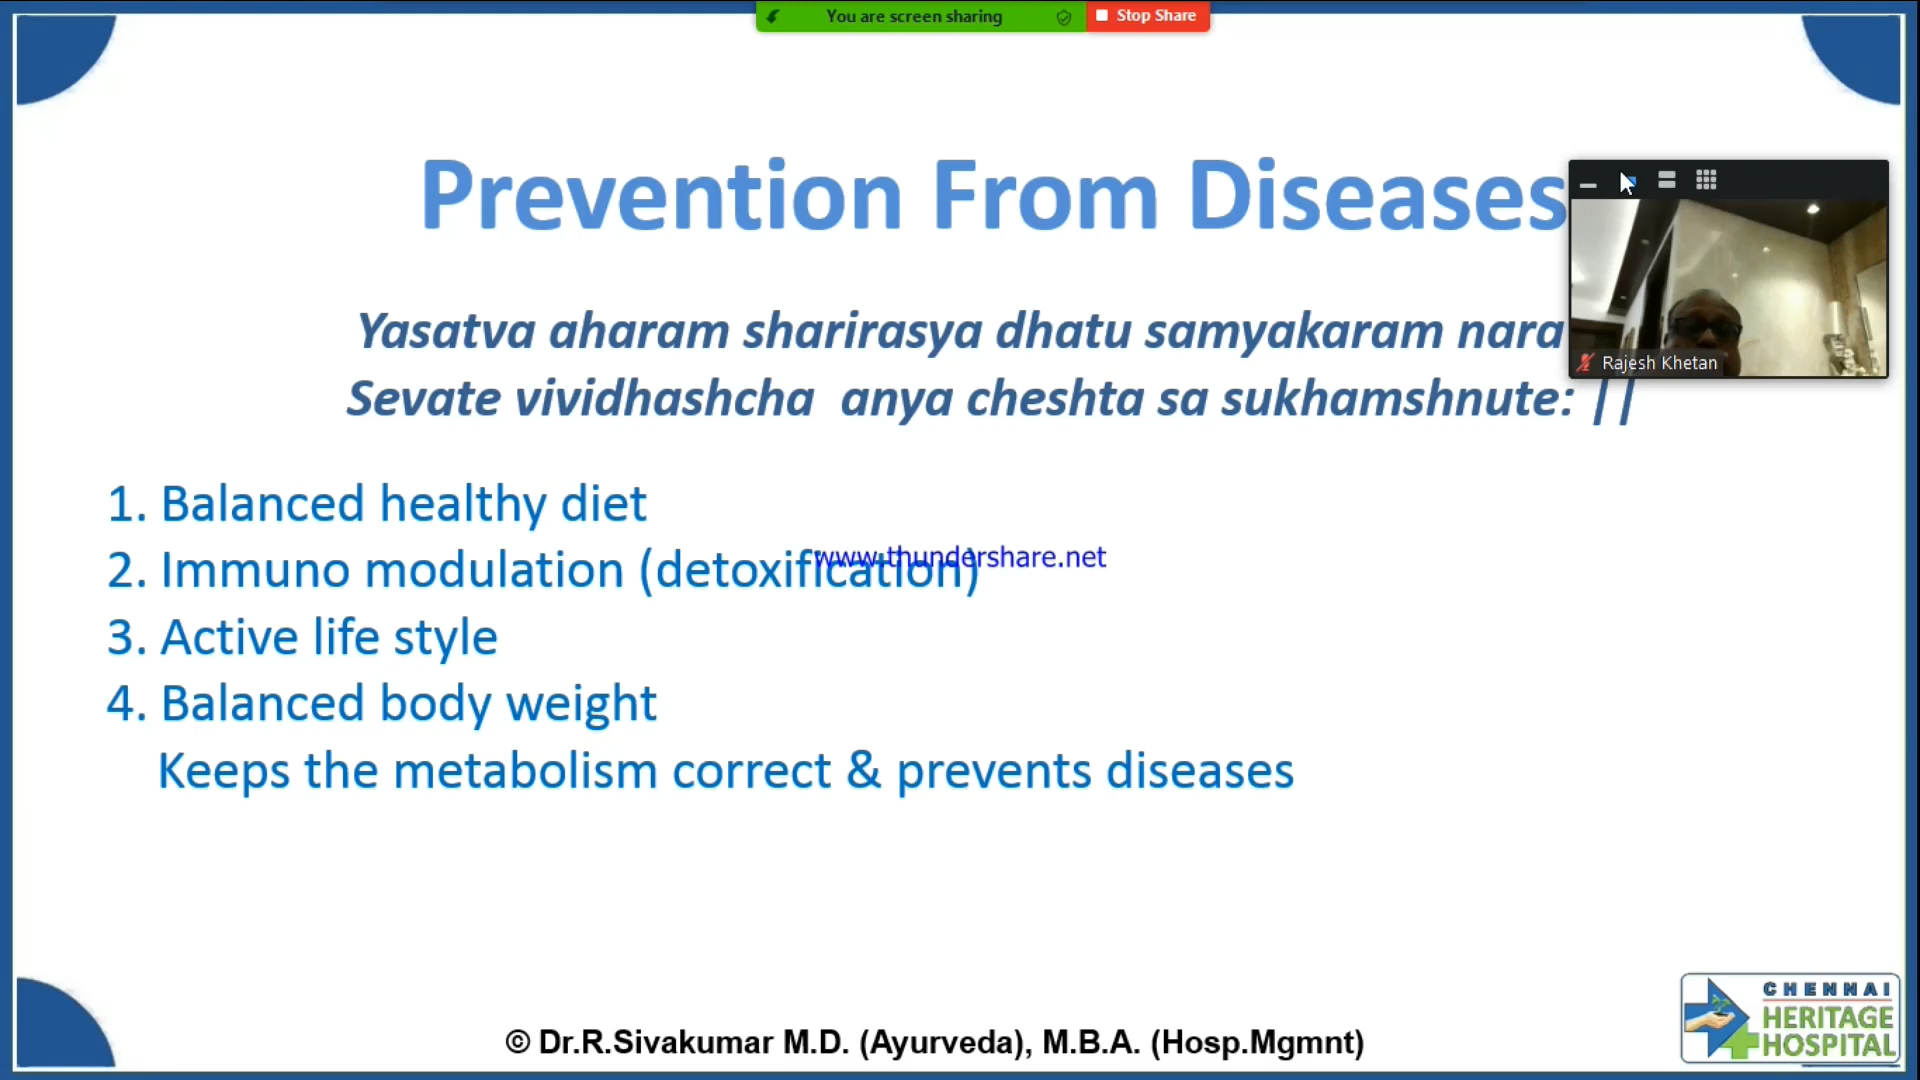 You are screen sharing
Stop Share
Prevention From Diseases
Yasatva aharam sharirasya dhatu samyakaram nara
Sevate vividhashcha anya cheshta sa sukhamshnute: ||
Rajesh Khetan
1. Balanced healthy diet
2. Immuno modulation (detoxification)
www.thundershare.net
3. Active life style
4. Balanced body weight
Keeps the metabolism correct & prevents diseases
© Dr.R.Sivakumar M.D. (Ayurveda), M.B.A. (Hosp.Mgmnt)
CHENNAI
HERITAGE
HOSPITAL